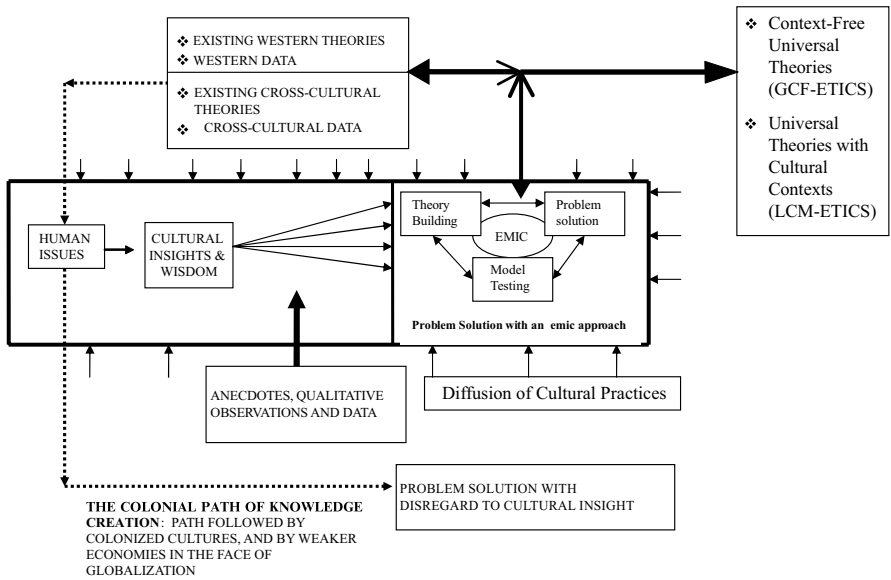 ❖ EXISTING WESTERN THEORIES
❖ WESTERN DATA
❖ EXISTING CROSS-CULTURAL
THEORIES
❖ CROSS-CULTURAL DATA
❖ Context-Free
Universal
Theories
(GCF-ETICS)
❖ Universal
Theories with
Cultural
Contexts
(LCM-ETICS)
HUMAN
ISSUES
CULTURAL
INSIGHTS &
WISDOM
Theory
Building
Problem
solution
EMIC
Model
Testing
Problem Solution with an emic approach
ANECDOTES, QUALITATIVE
OBSERVATIONS AND DATA
Diffusion of Cultural Practices
PROBLEM SOLUTION WITH
DISREGARD TO CULTURAL INSIGHT
THE COLONIAL PATH OF KNOWLEDGE
CREATION: PATH FOLLOWED BY
COLONIZED CULTURES, AND BY WEAKER
ECONOMIES IN THE FACE OF
GLOBALIZATION